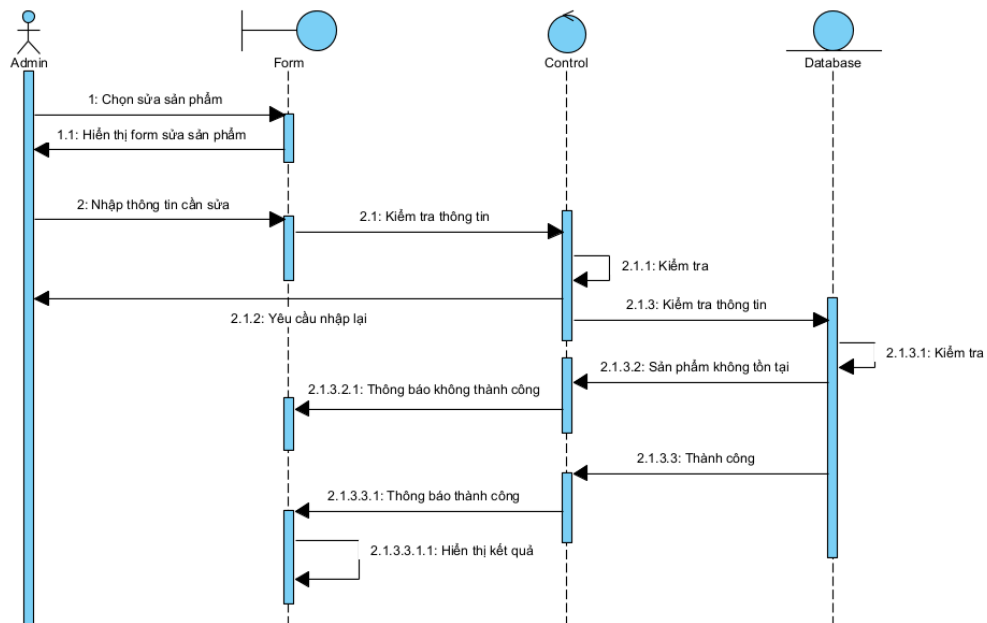 Admin
Form
Control
Database
1: Chọn sửa sản phẩm
1.1: Hiển thị form sửa sản phẩm
2: Nhập thông tin cần sửa
2.1: Kiểm tra thông tin
2.1.1: Kiểm tra
2.1.2: Yêu cầu nhập lại
2.1.3: Kiểm tra thông tin
2.1.3.1: Kiểm tra
2.1.3.2: Sản phẩm không tồn tại
2.1.3.2.1: Thông báo không thành công
2.1.3.3: Thành công
2.1.3.3.1: Thông báo thành công
2.1.3.3.1.1: Hiển thị kết quả